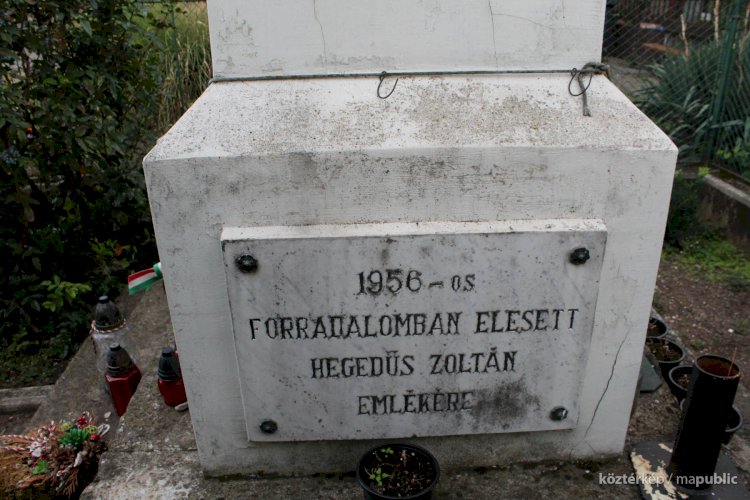 1956-OS
FORRADALOMBAN ELESETT
HEGEDŰS ZOLTÁN
EMLÉKÉRE
köztérkép / mapublic